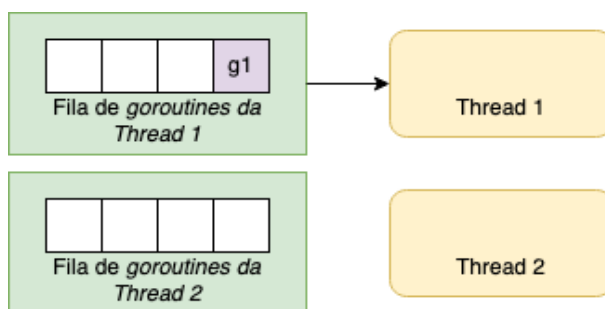 g1
Fila de goroutines da
Thread 1
Thread 1
Fila de goroutines da
Thread 2
Thread 2